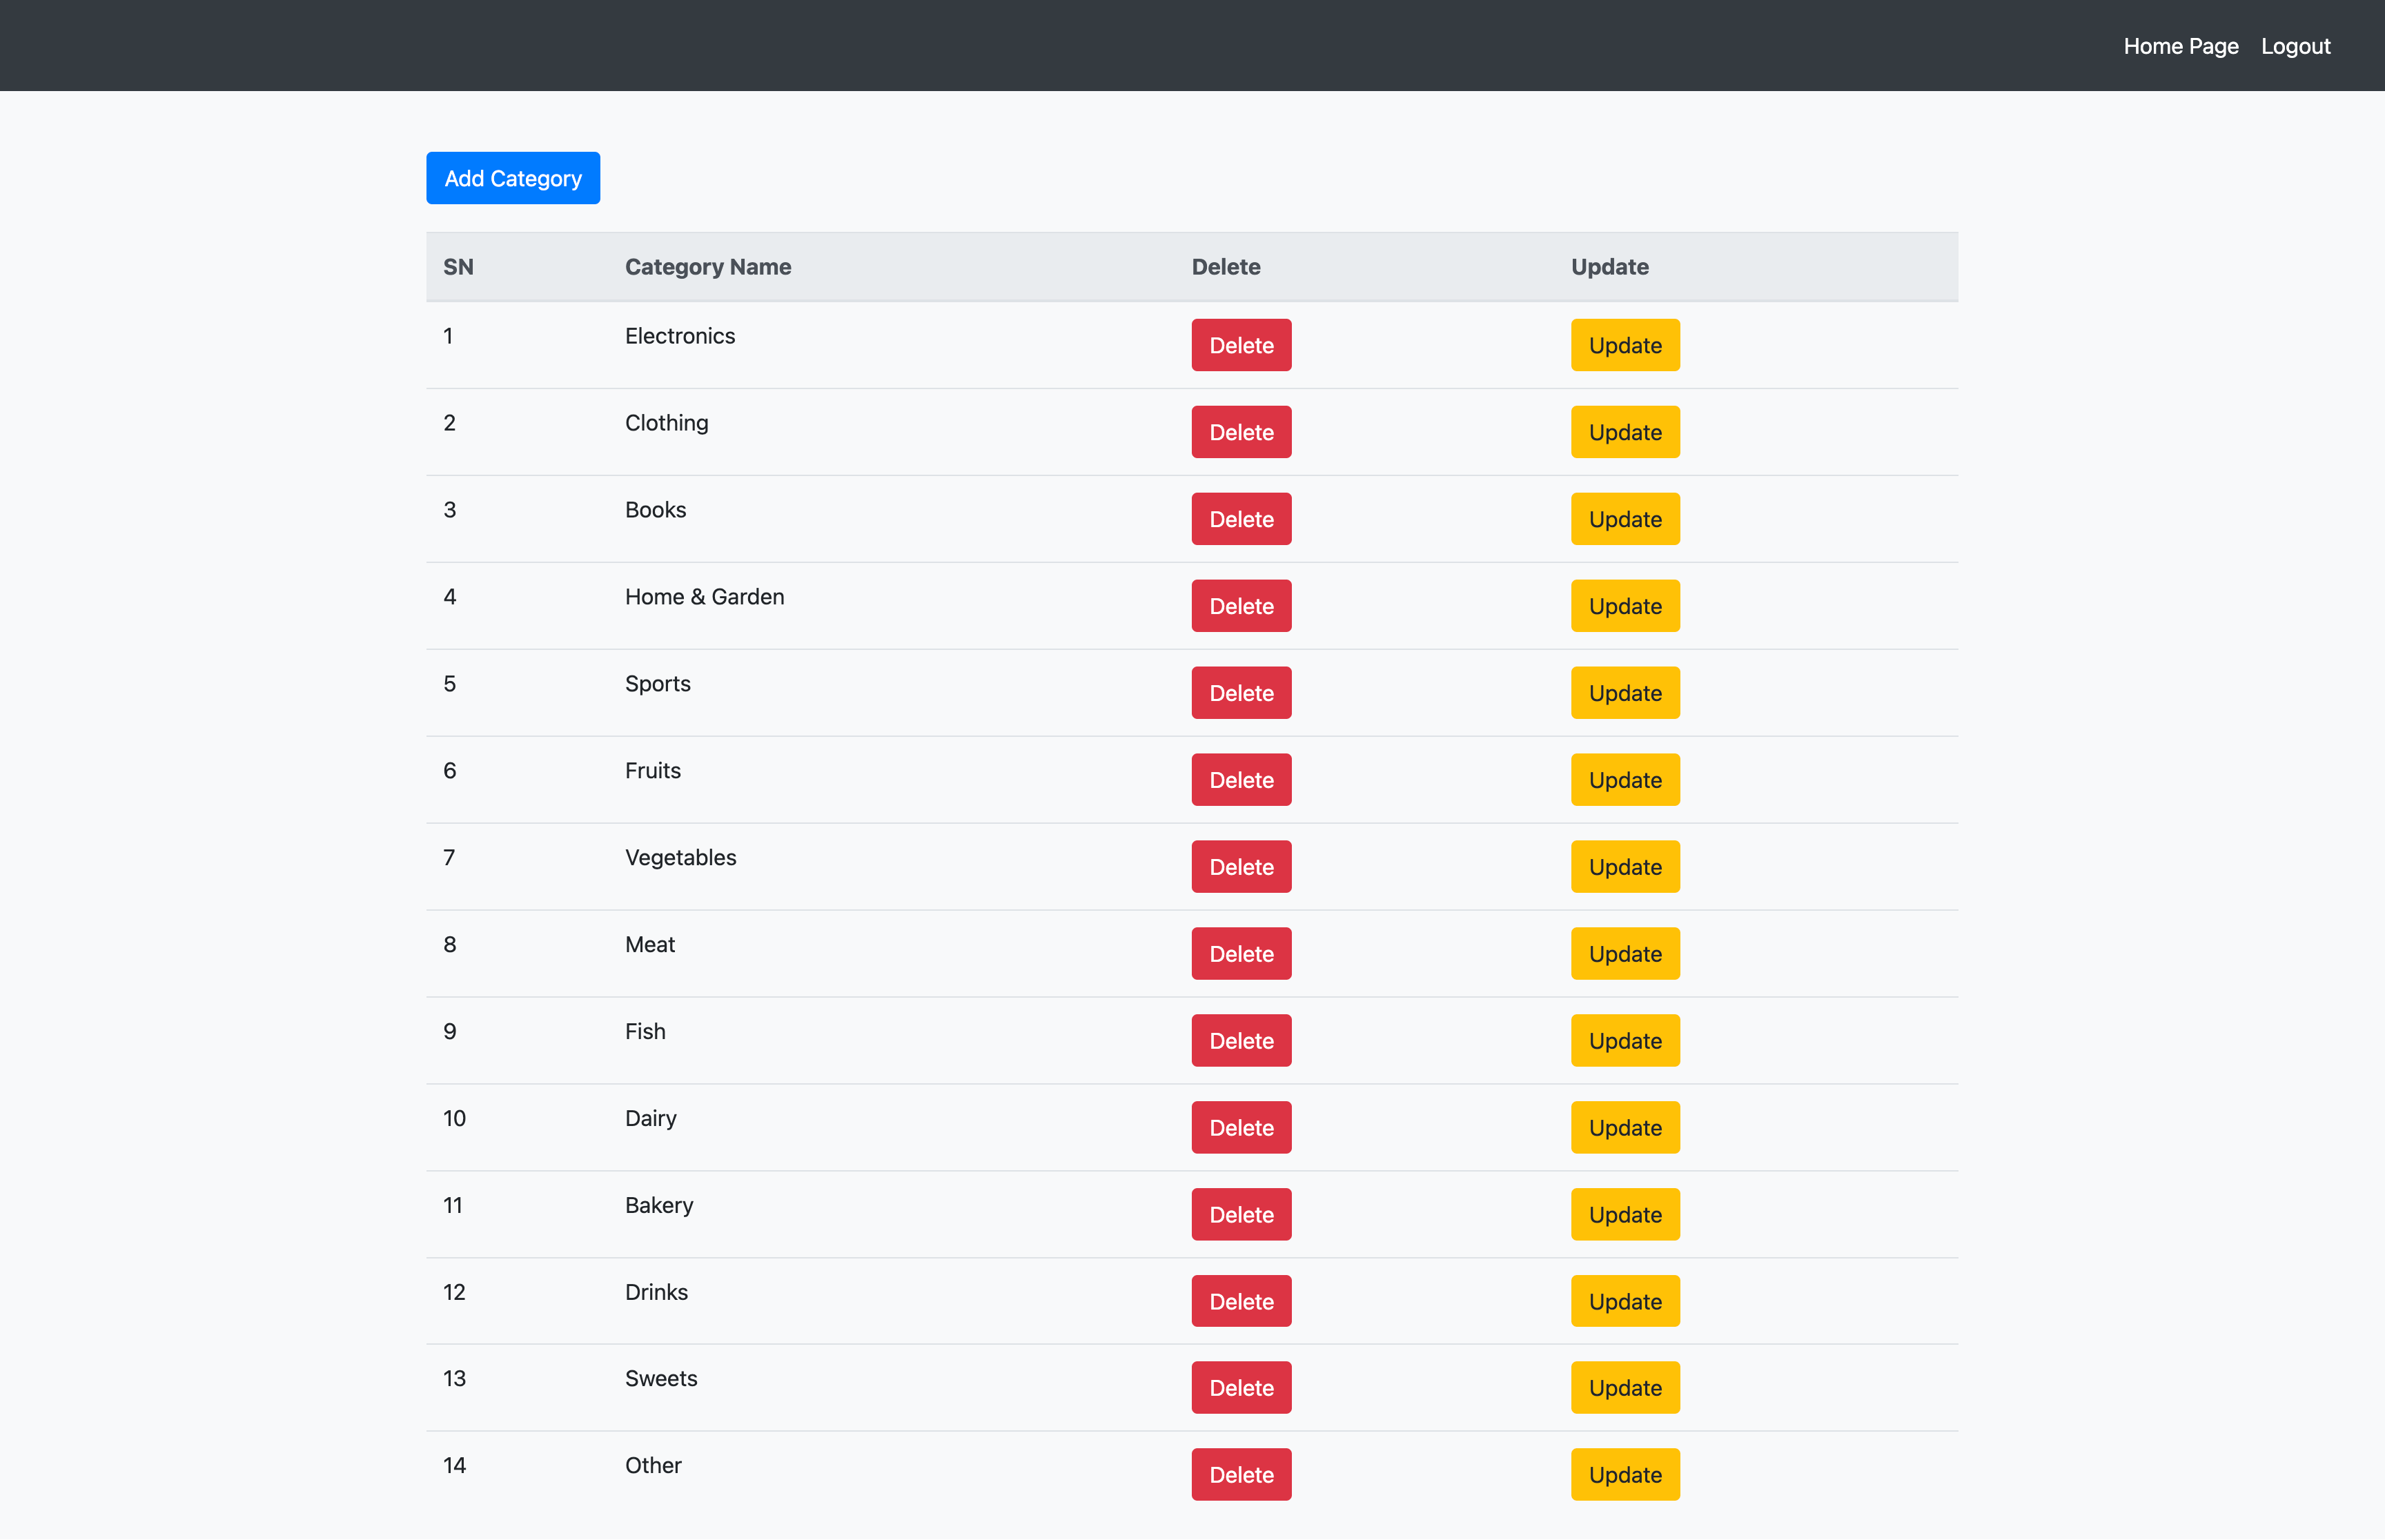 Home Page Logout
Add Category
SN Category Name Delete Update
1 Electronics Delete Update
2 Clothing Delete Update
3 Books Delete Update
4 Home & Garden Delete Update
5 Sports Delete Update
6 Fruits Delete Update
7 Vegetables Delete Update
8 Meat Delete Update
9 Fish Delete Update
10 Dairy Delete Update
11 Bakery Delete Update
12 Drinks Delete Update
13 Sweets Delete Update
14 Other Delete Update